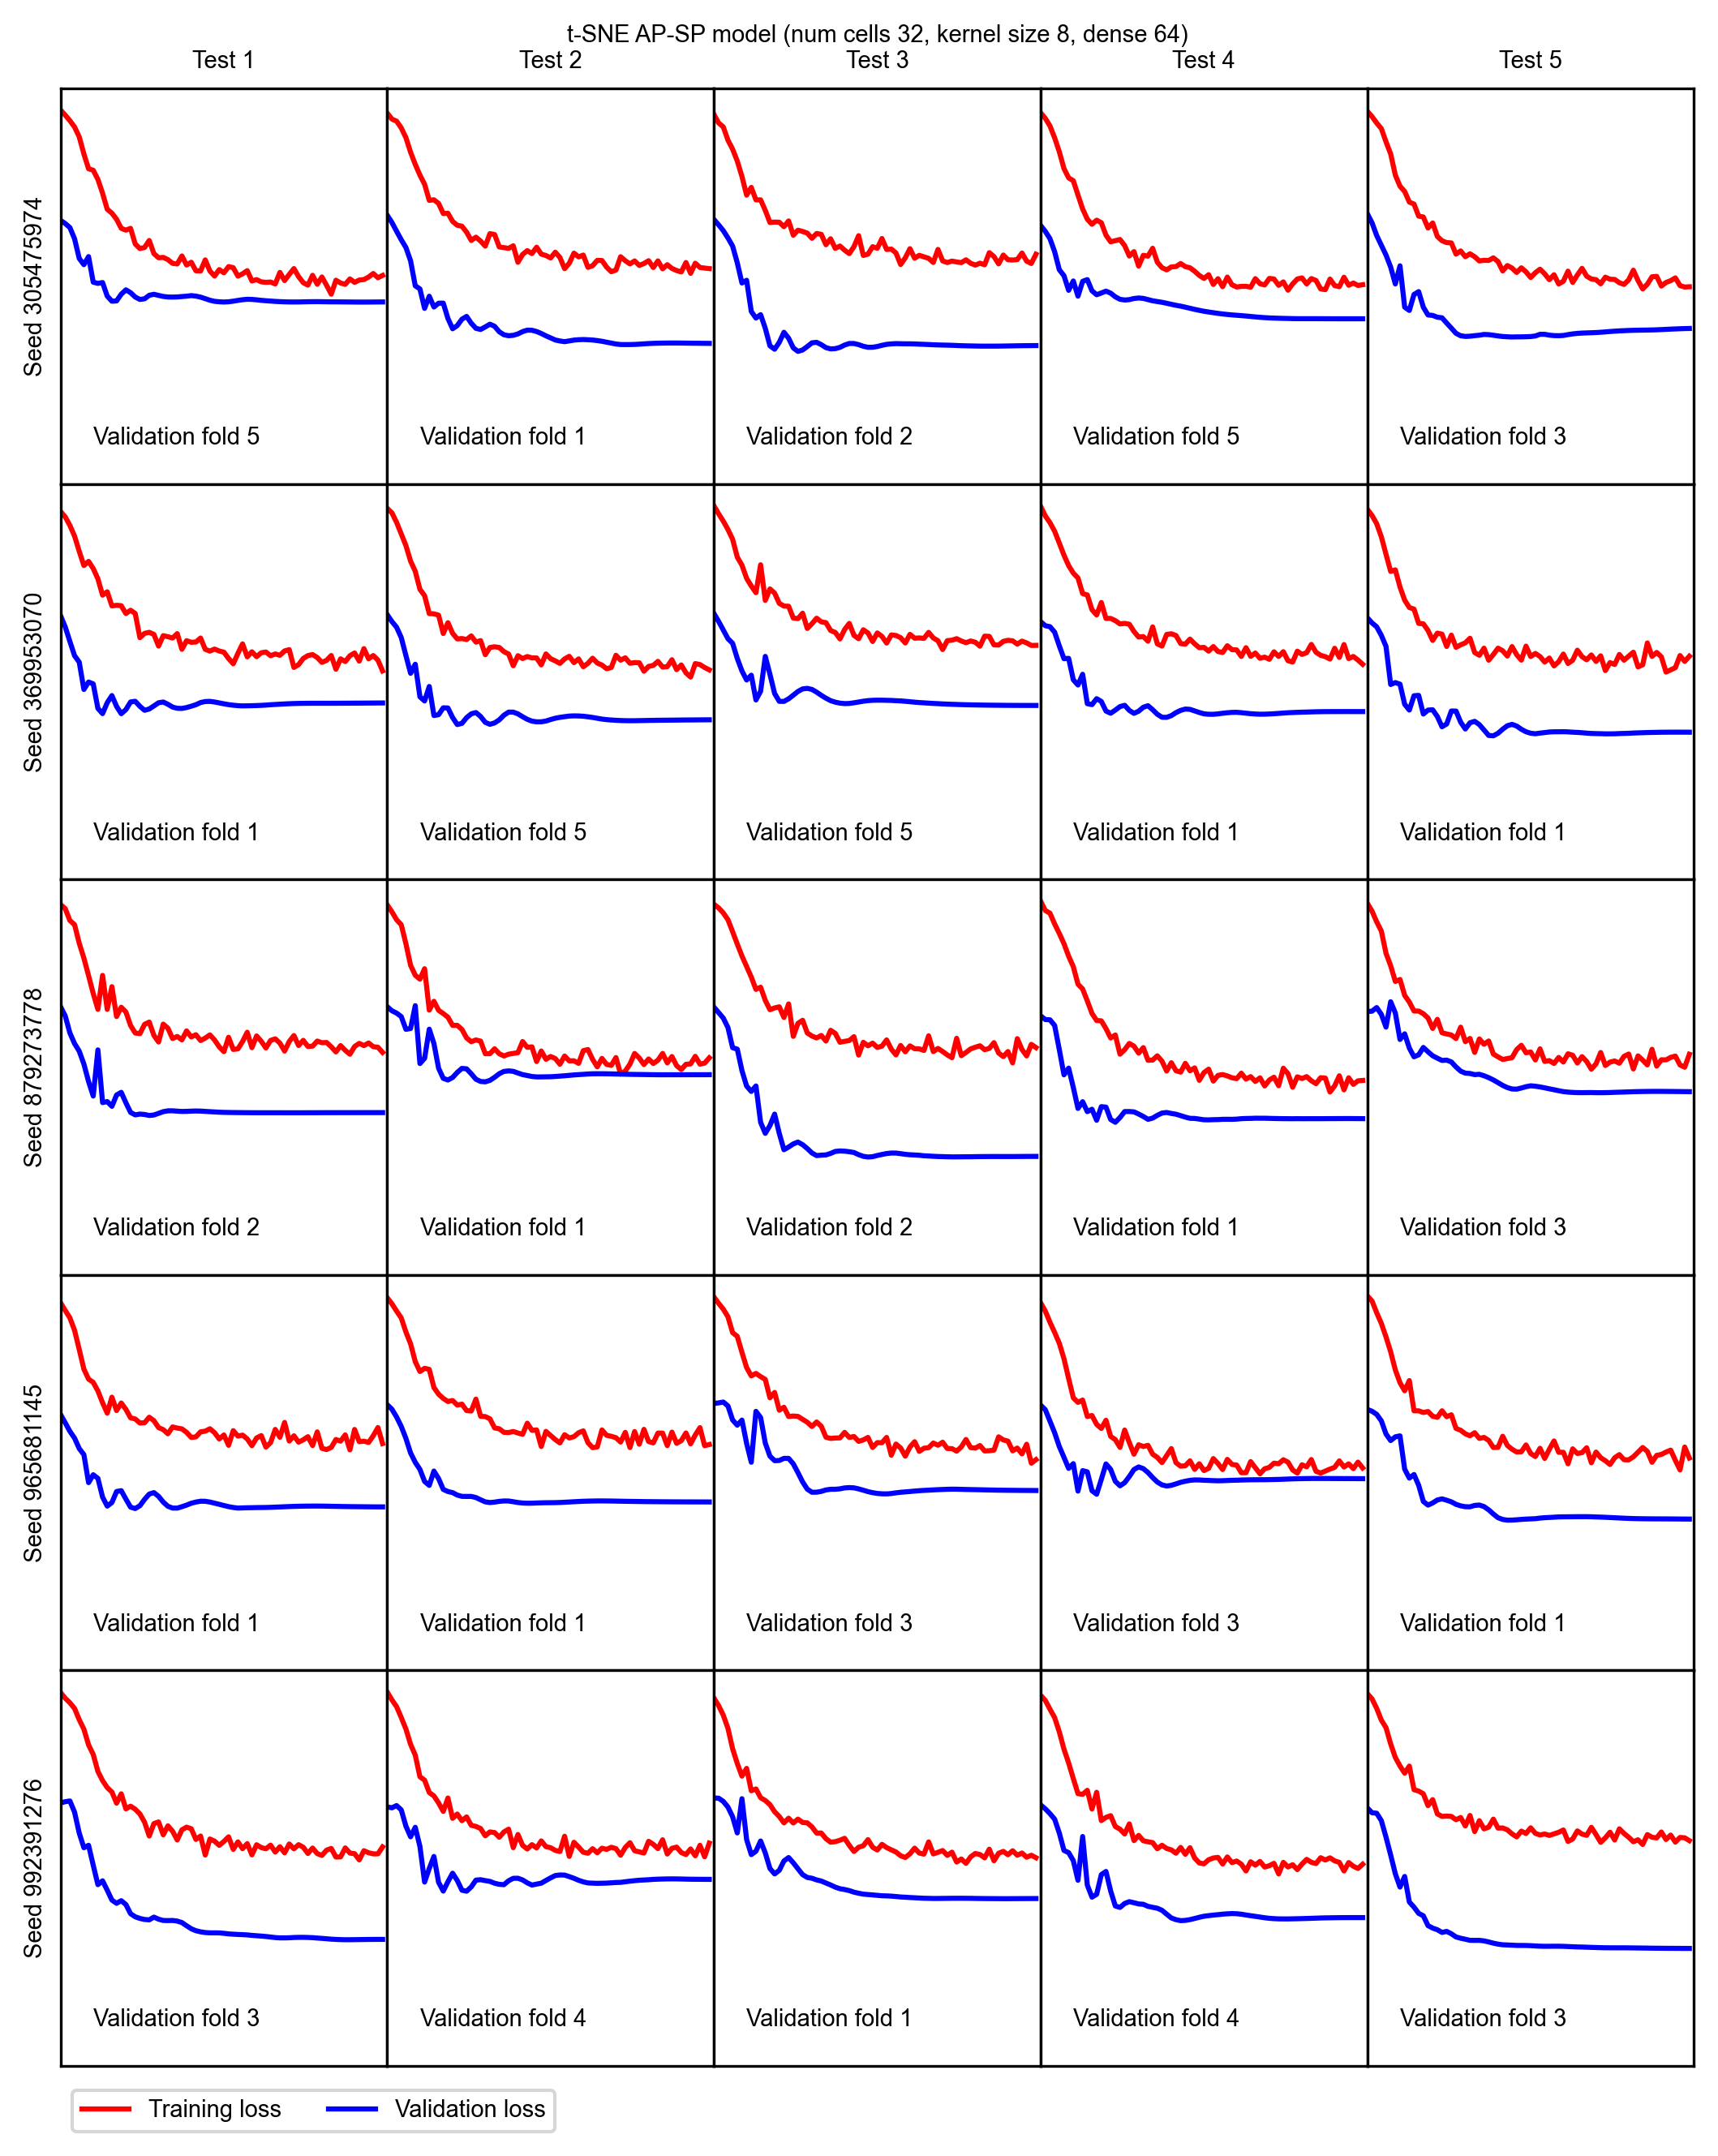 t-SNE AP-SP model (num cells 32, kernel size 8, dense 64)
Test 1 Test 2 Test 3 Test 4 Test 5
Seed 305475974
Validation fold 5 Validation fold 1 Validation fold 2 Validation fold 5 Validation fold 3
Seed 369953070
Validation fold 1 Validation fold 5 Validation fold 5 Validation fold 1 Validation fold 1
Seed 879273778
Validation fold 2 Validation fold 1 Validation fold 2 Validation fold 1 Validation fold 3
Seed 965681145
Validation fold 1 Validation fold 1 Validation fold 3 Validation fold 3 Validation fold 1
Seed 992391276
Validation fold 3 Validation fold 4 Validation fold 1 Validation fold 4 Validation fold 3
Training loss Validation loss